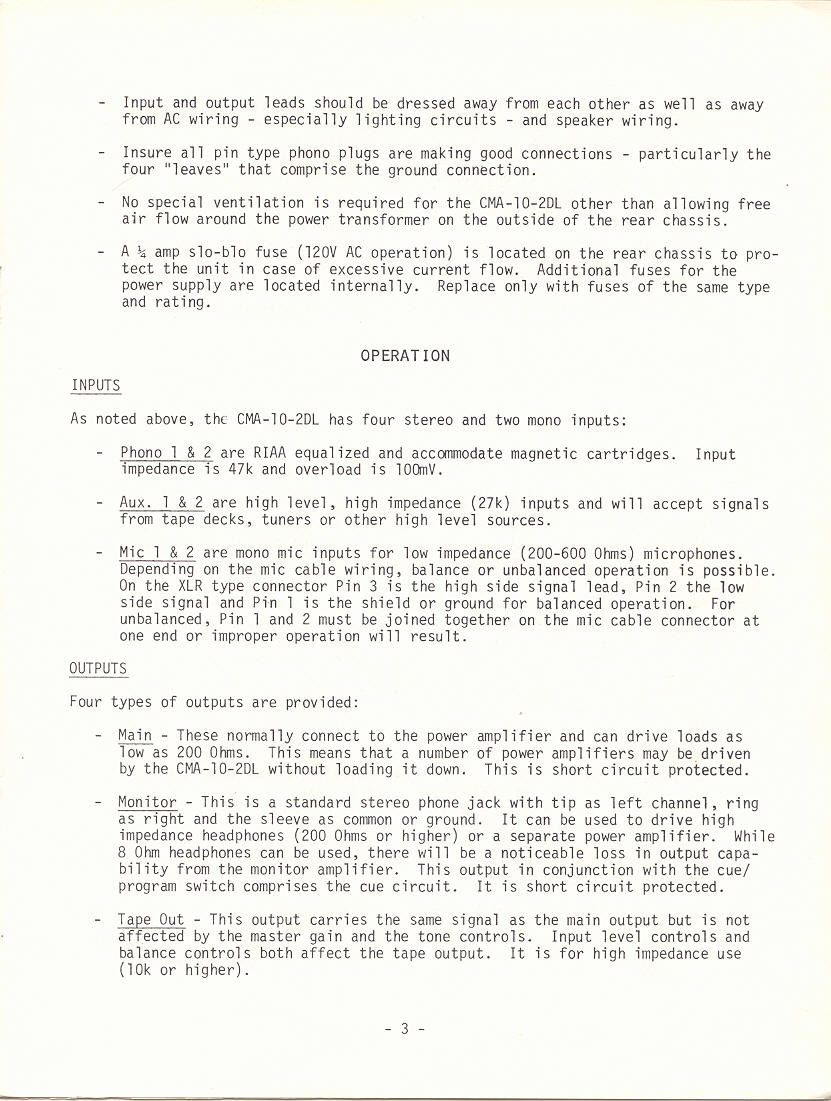 - Input and output leads should be dressed away from each other as well as away
from AC wiring - especially lighting circuits - and speaker wiring.
- Insure all pin type phono plugs are making good connections - particularly the
four "leaves" that comprise the ground connection.
- No special ventilation is required for the CMA-10-2DL other than allowing free
air flow around the power transformer on the outside of the rear chassis.
- A ¼ amp slo-blo fuse (120V AC operation) is located on the rear chassis to pro-
tect the unit in case of excessive current flow. Additional fuses for the
power supply are located internally. Replace only with fuses of the same type
and rating.
OPERATION
INPUTS
As noted above, the CMA-10-2DL has four stereo and two mono inputs:
- Phono 1 & 2 are RIAA equalized and accommodate magnetic cartridges. Input
impedance is 47k and overload is 100mV.
- Aux. 1 & 2 are high level, high impedance (27k) inputs and will accept signals
from tape decks, tuners or other high level sources.
- Mic 1 & 2 are mono mic inputs for low impedance (200-600 Ohms) microphones.
Depending on the mic cable wiring, balance or unbalanced operation is possible.
On the XLR type connector Pin 3 is the high side signal lead, Pin 2 the low
side signal and Pin 1 is the shield or ground for balanced operation. For
unbalanced, Pin 1 and 2 must be joined together on the mic cable connector at
one end or improper operation will result.
OUTPUTS
Four types of outputs are provided:
- Main - These normally connect to the power amplifier and can drive loads as
low as 200 Ohms. This means that a number of power amplifiers may be driven
by the CMA-10-2DL without loading it down. This is short circuit protected.
- Monitor - This is a standard stereo phone jack with tip as left channel, ring
as right and the sleeve as common or ground. It can be used to drive high
impedance headphones (200 Ohms or higher) or a separate power amplifier. While
8 Ohm headphones can be used, there will be a noticeable loss in output capa-
bility from the monitor amplifier. This output in conjunction with the cue/
program switch comprises the cue circuit. It is short circuit protected.
- Tape Out - This output carries the same signal as the main output but is not
affected by the master gain and the tone controls. Input level controls and
balance controls both affect the tape output. It is for high impedance use
(10k or higher).
- 3 -